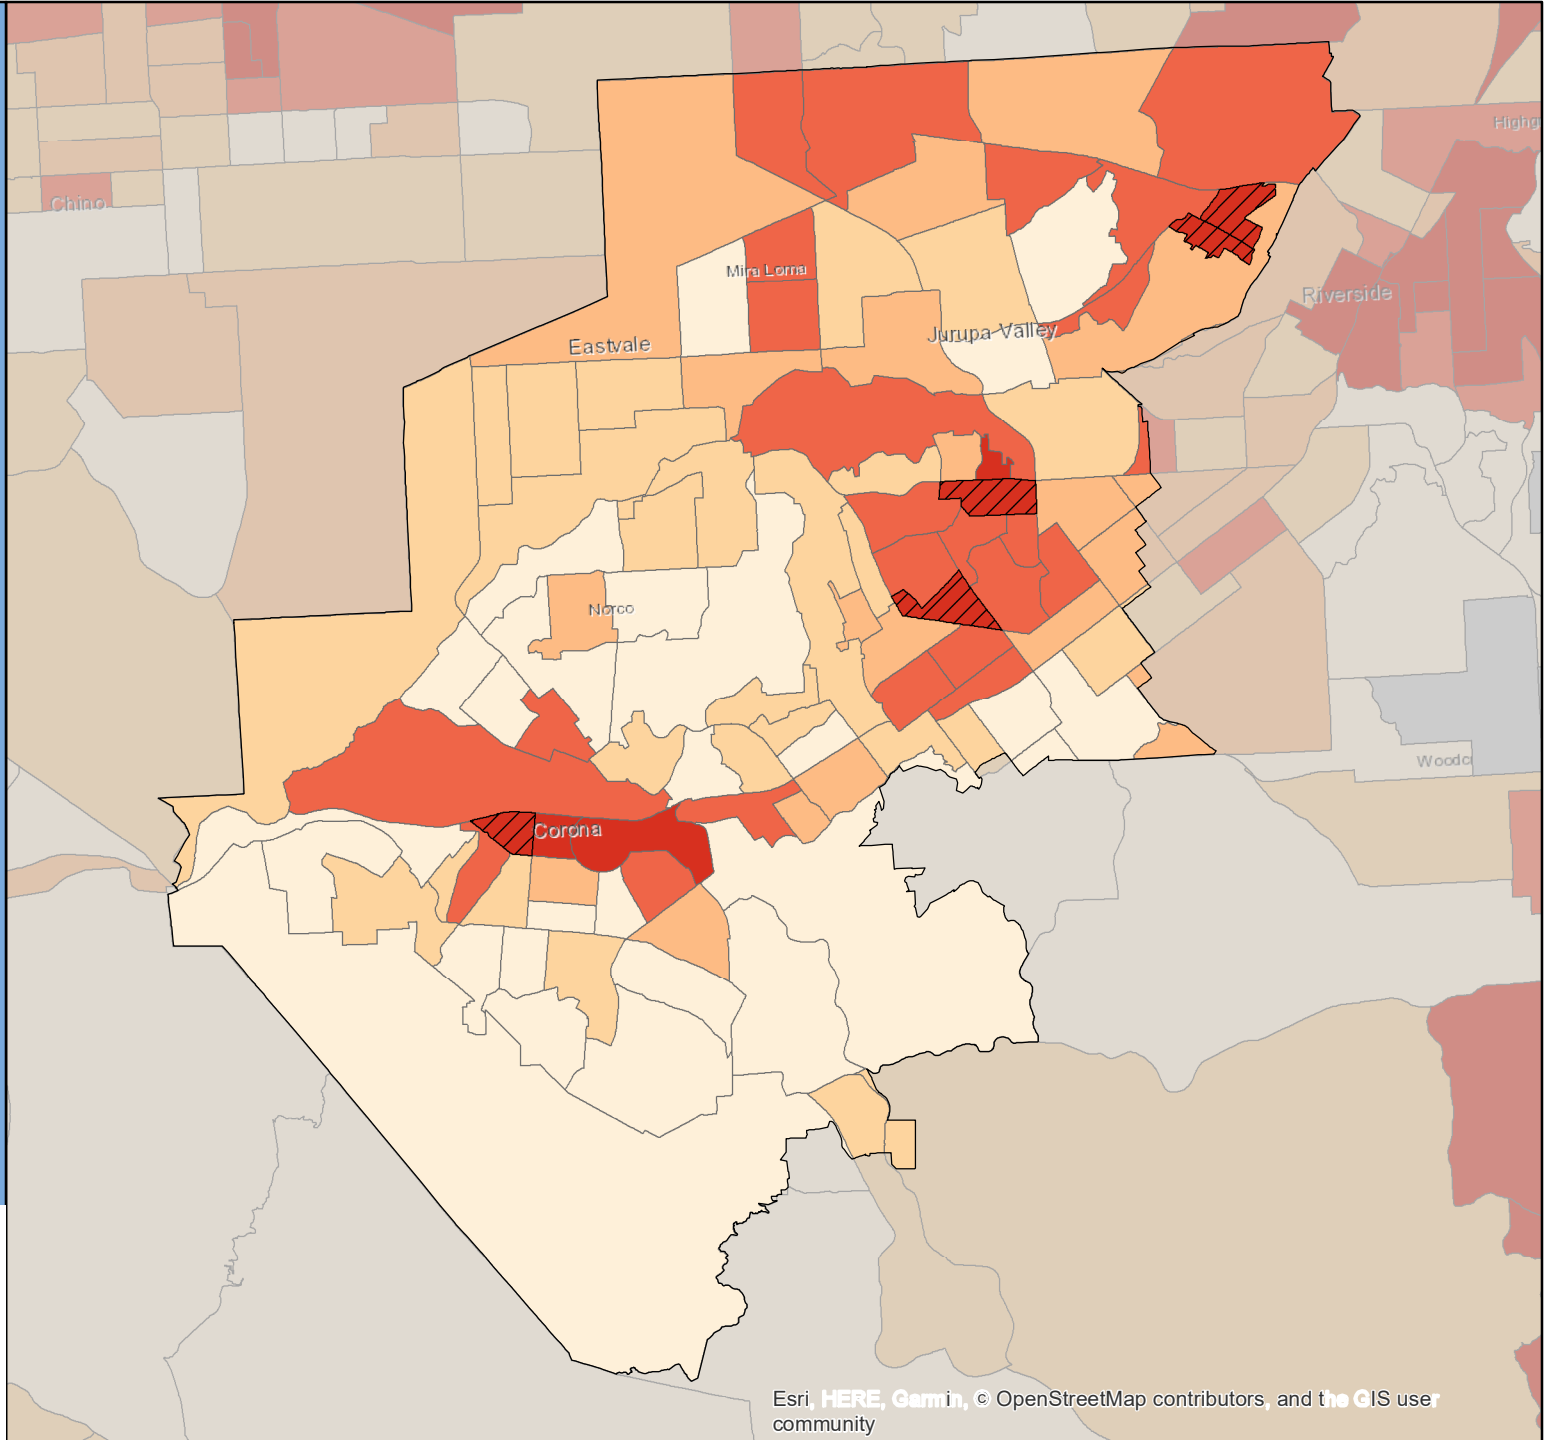 Highg
Chino
Mira Loma
Riverside
Jurupa Valley
Eastvale
Norco
Woodc
Corona
Esri, HERE, Garmin, © OpenStreetMap contributors, and the GIS user
community